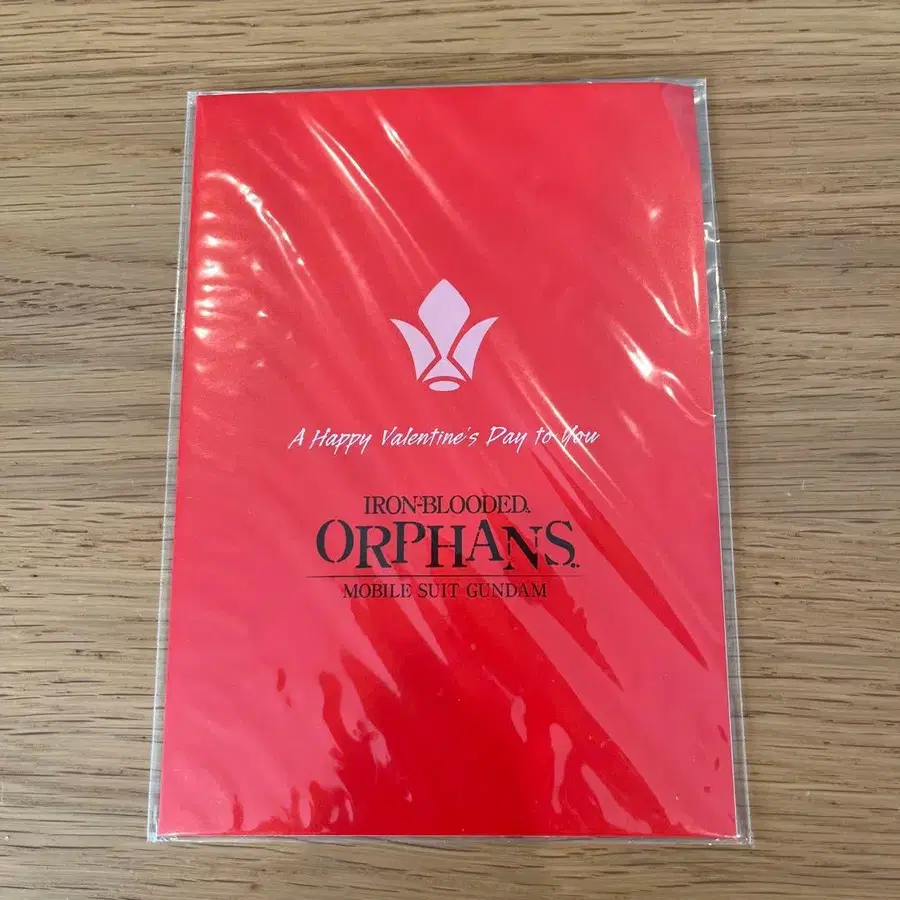 A Happy Valentine's Day to You
IRON-BLOODED
ORPHANS
MOBILE SUIT GUNDAM